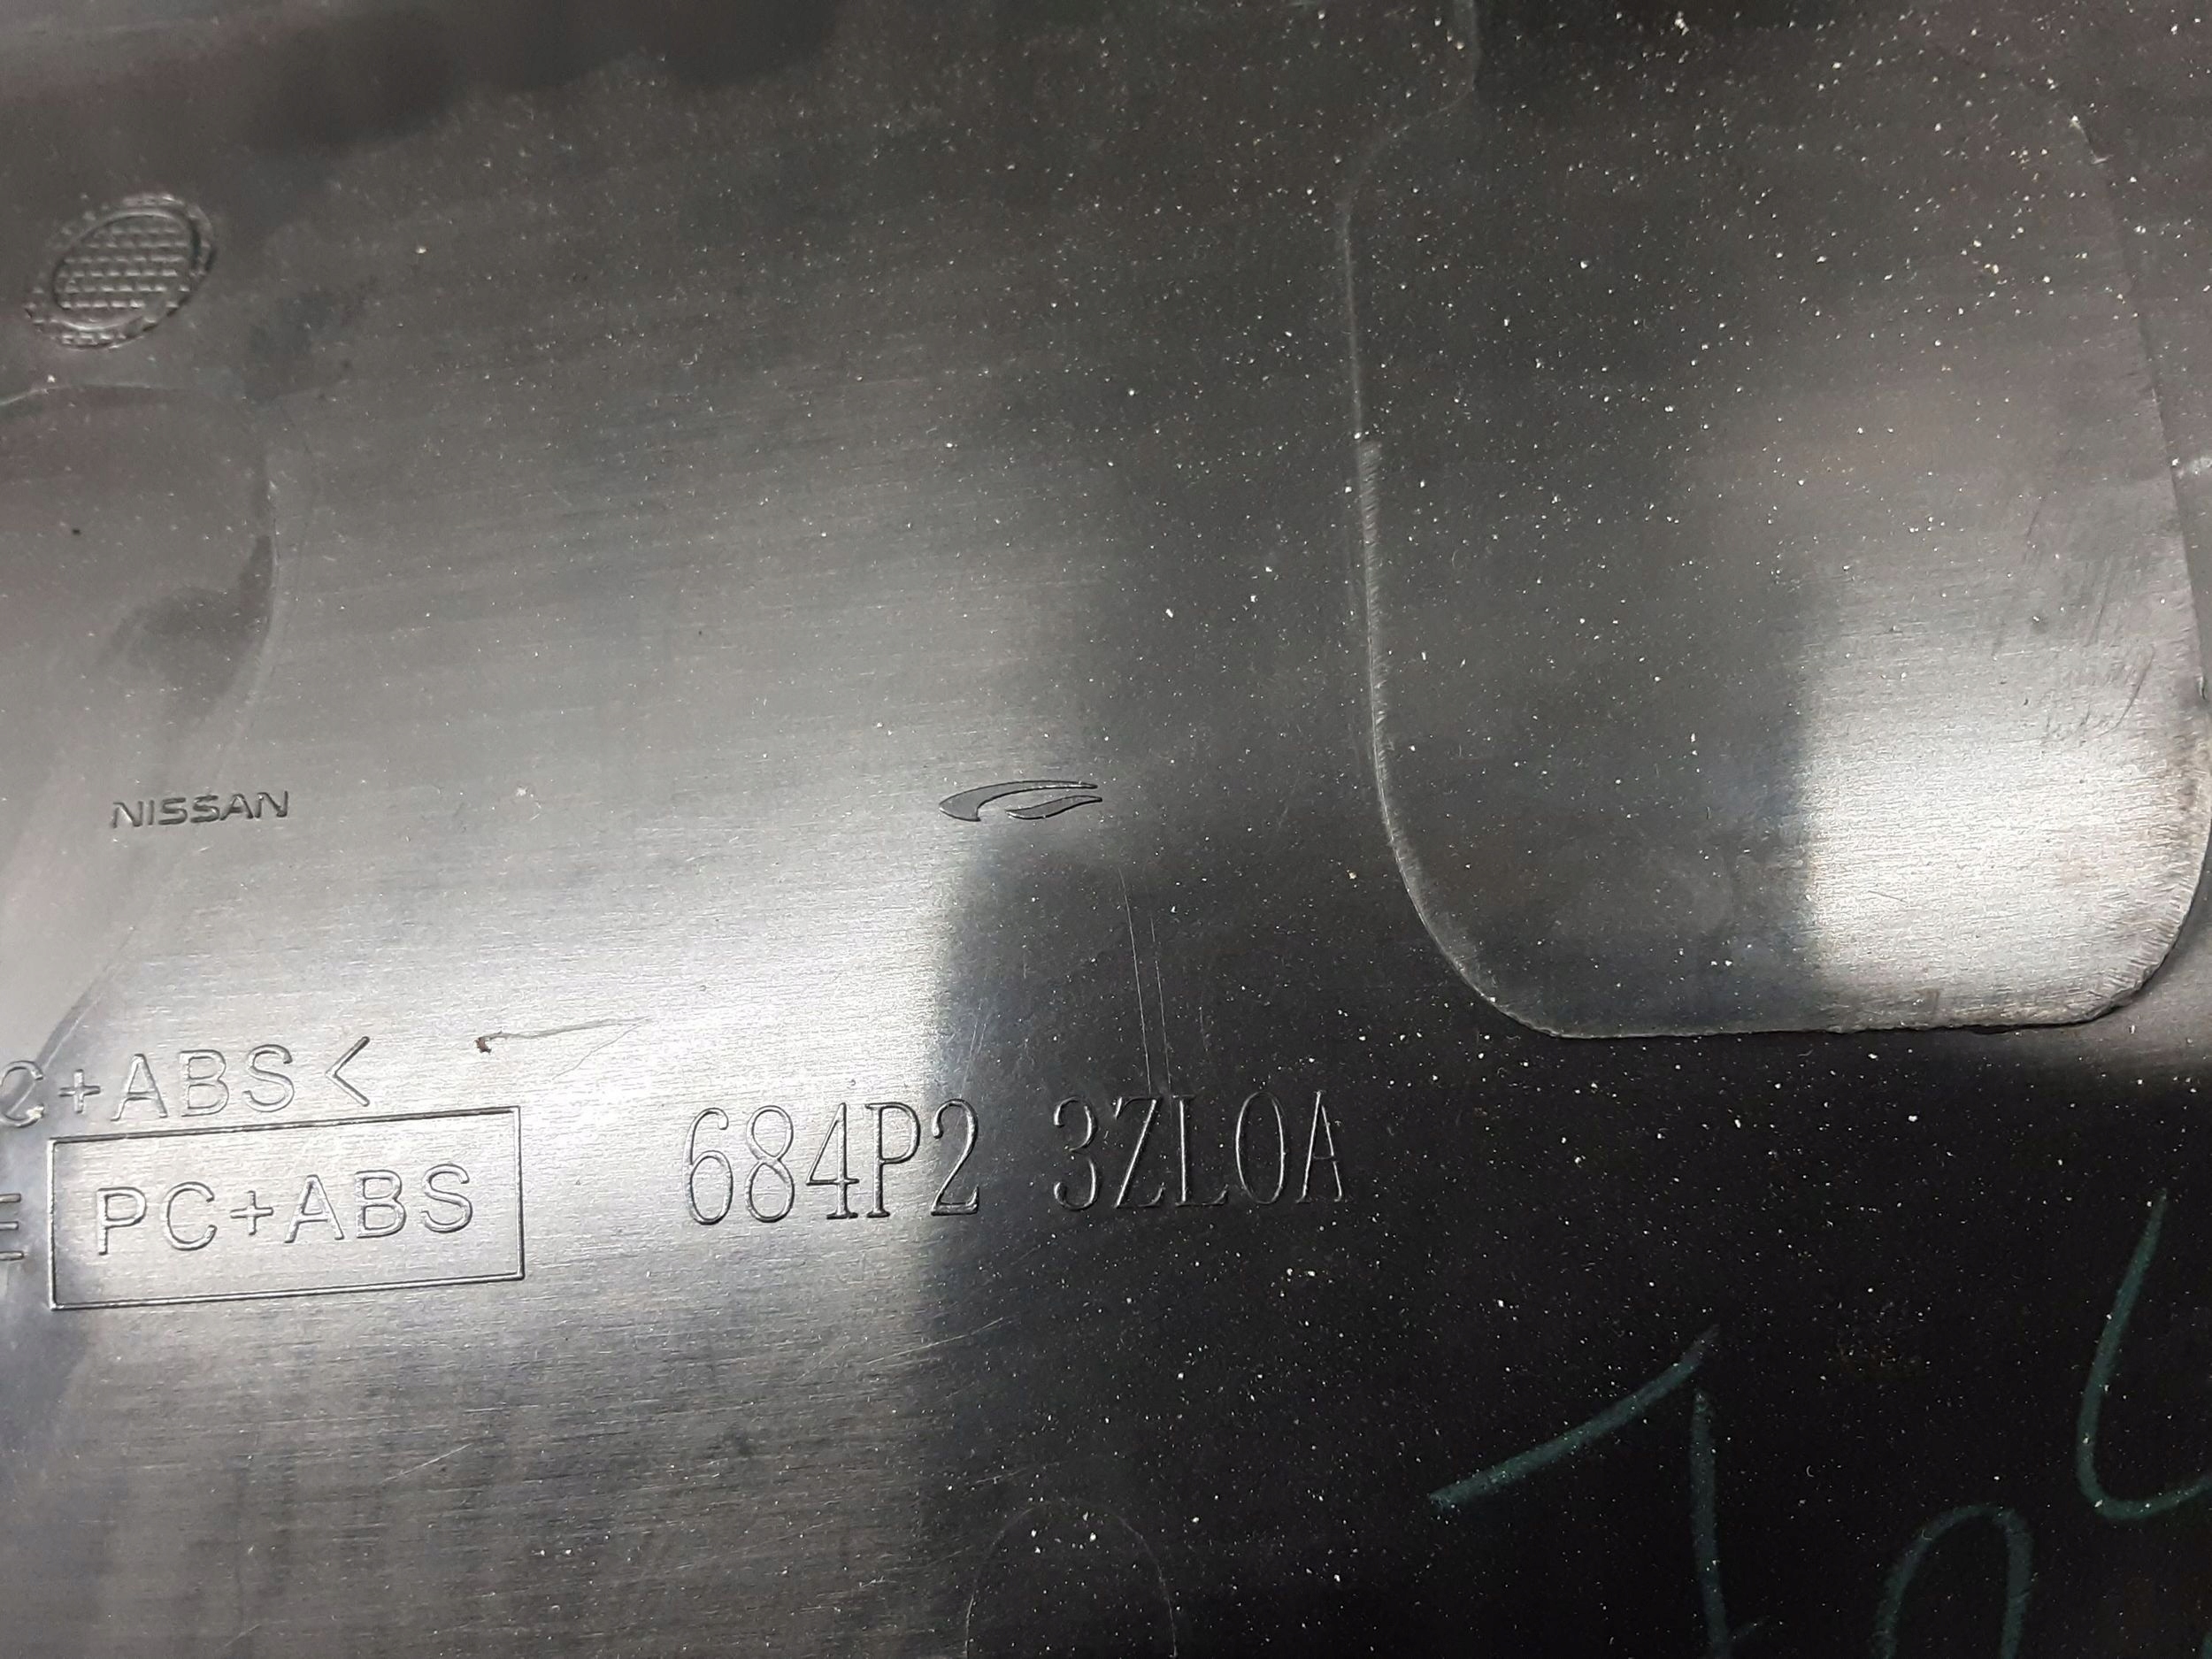 NISSAN
C+ABS<
PC+ABS
684P2 3ZL0A